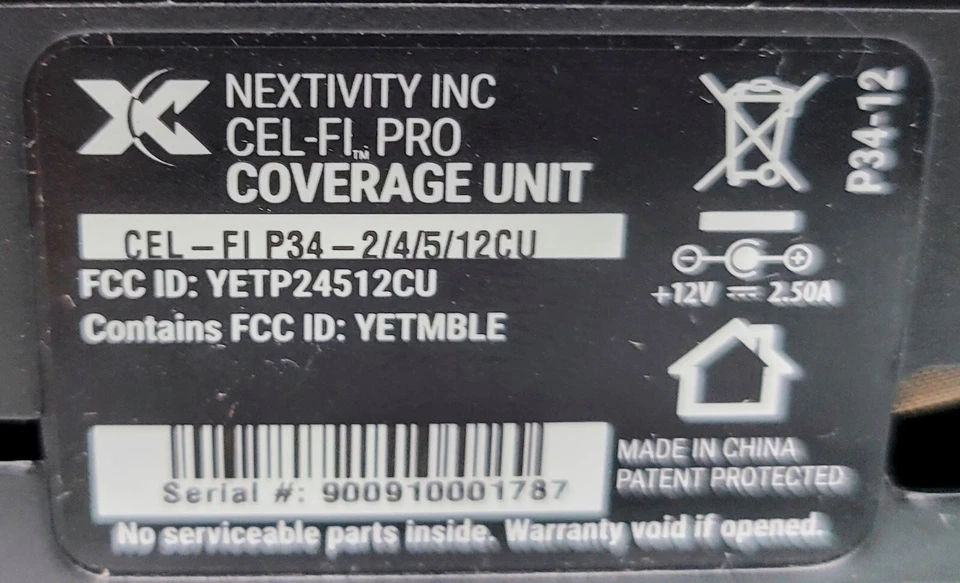 NEXTIVITY INC
CEL-FI™ PRO
COVERAGE UNIT
P34-12
CEL-FI P34-2/4/5/12CU
FCC ID: YETP24512CU
Contains FCC ID: YETMBLE
+12V ⎓ 2.50A
MADE IN CHINA
PATENT PROTECTED
Serial #: 900910001787
No serviceable parts inside. Warranty void if opened.